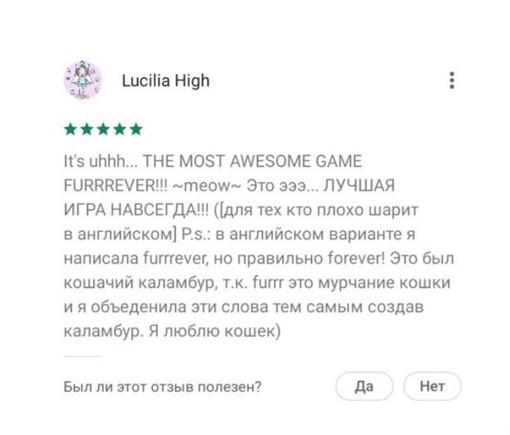 Lucilia High
It's uhhh... THE MOST AWESOME GAME
FURRREVER!!! ~meow~ Это эээ... ЛУЧШАЯ
ИГРА НАВСЕГДА!!! ([для тех кто плохо шарит
в английском] P.s.: в английском варианте я
написала furrrever, но правильно forever! Это был
кошачий каламбур, т.к. furrr это мурчание кошки
и я объеденила эти слова тем самым создав
каламбур. Я люблю кошек)
Был ли этот отзыв полезен? Да Нет